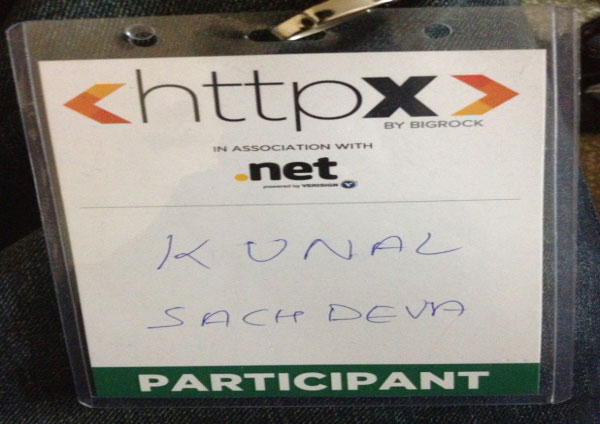 <httpx>
BY BIGROCK
IN ASSOCIATION WITH
.net
powered by VERISIGN
KUNAL
SACHDEVA
PARTICIPANT